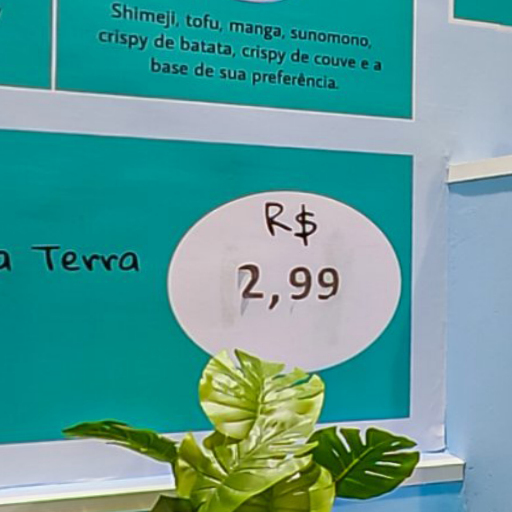 Shimeji, tofu, manga, sunomono,
crispy de batata, crispy de couve e a
base de sua preferência.
a Terra
R$
2,99